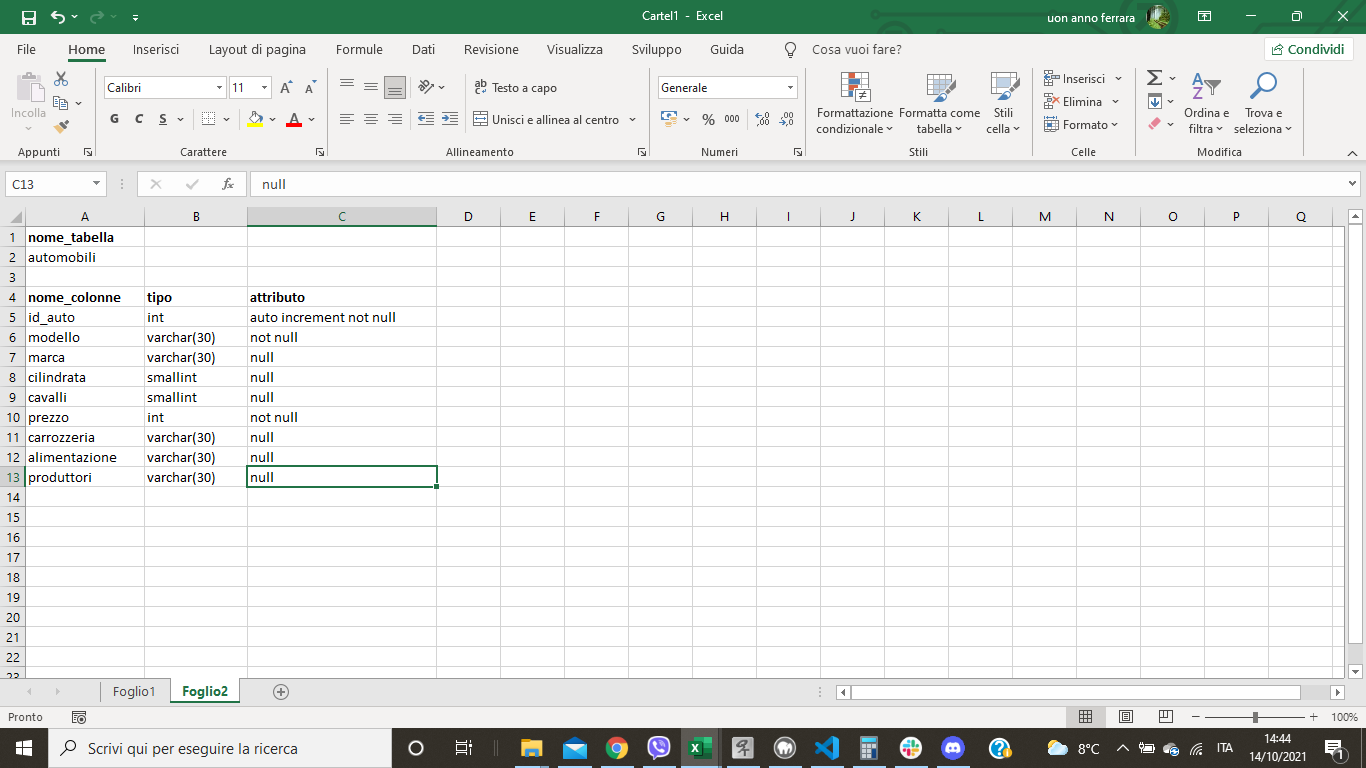 Cartel1 - Excel
uon anno ferrara
File Home Inserisci Layout di pagina Formule Dati Revisione Visualizza Sviluppo Guida Cosa vuoi fare? Condividi
Incolla
Calibri 11
G C S
A A
A
ab Testo a capo
Unisci e allinea al centro
Generale
% 000
Formattazione condizionale
Formatta come tabella
Stili cella
Inserisci
Elimina
Formato
Ordina e filtra
Trova e seleziona
Appunti Carattere Allineamento Numeri Stili Celle Modifica
C13 fx null
A B C D E F G H I J K L M N O P Q
1 nome_tabella
2 automobili
3
4 nome_colonne tipo attributo
5 id_auto int auto increment not null
6 modello varchar(30) not null
7 marca varchar(30) null
8 cilindrata smallint null
9 cavalli smallint null
10 prezzo int not null
11 carrozzeria varchar(30) null
12 alimentazione varchar(30) null
13 produttori varchar(30) null
14
15
16
17
18
19
20
21
22
23
Foglio1 Foglio2
Pronto 100%
Scrivi qui per eseguire la ricerca
8°C ITA
14:44
14/10/2021
1